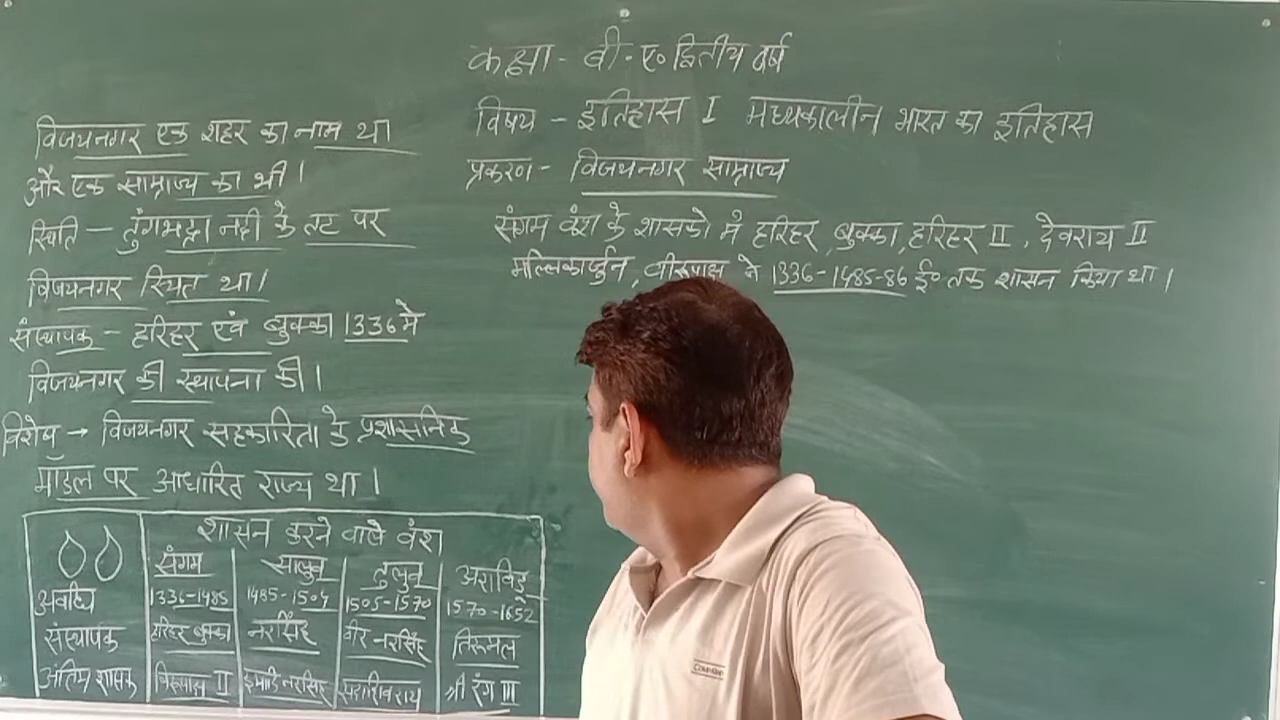 कक्षा - बी.ए० द्वितीय वर्ष
विषय - इतिहास I मध्यकालीन भारत का इतिहास
प्रकरण - विजयनगर साम्राज्य
संगम वंश के शासको मे हरिहर, बुक्का, हरिहर II, देवराय II
मल्लिकार्जुन, वीरूपाक्ष ने 1336-1485-86 ई० तक शासन किया था।
विजयनगर एक शहर का नाम था
और एक साम्राज्य का भी।
स्थिति - तुंगभद्रा नदी के तट पर
विजयनगर स्थित था।
संस्थापक - हरिहर एवं बुक्का 1336 मे
विजयनगर की स्थापना की।
विशेष → विजयनगर सहकारिता के प्रशासनिक
मॉडल पर आधारित राज्य था।
शासन करने वाले वंश
संगम सालुव तुलुव अराविडु
अवधि 1336-1485 1485-1505 1505-1570 1570-1652
संस्थापक हरिहर बुक्का नरसिंह वीर नरसिंह तिरूमल
अंतिम शासक विरूपाक्ष II इमाडि नरसिंह सदाशिवराय श्री रंग III